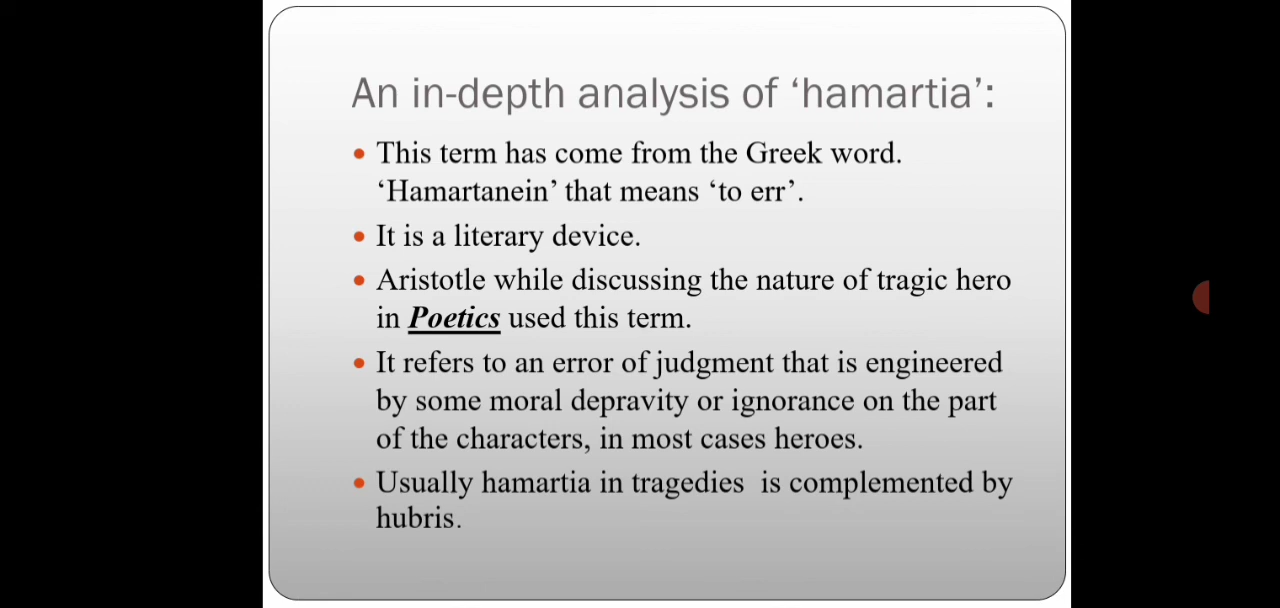 An in-depth analysis of ‘hamartia’:
• This term has come from the Greek word.
‘Hamartanein’ that means ‘to err’.
• It is a literary device.
• Aristotle while discussing the nature of tragic hero
in Poetics used this term.
• It refers to an error of judgment that is engineered
by some moral depravity or ignorance on the part
of the characters, in most cases heroes.
• Usually hamartia in tragedies  is complemented by
hubris.